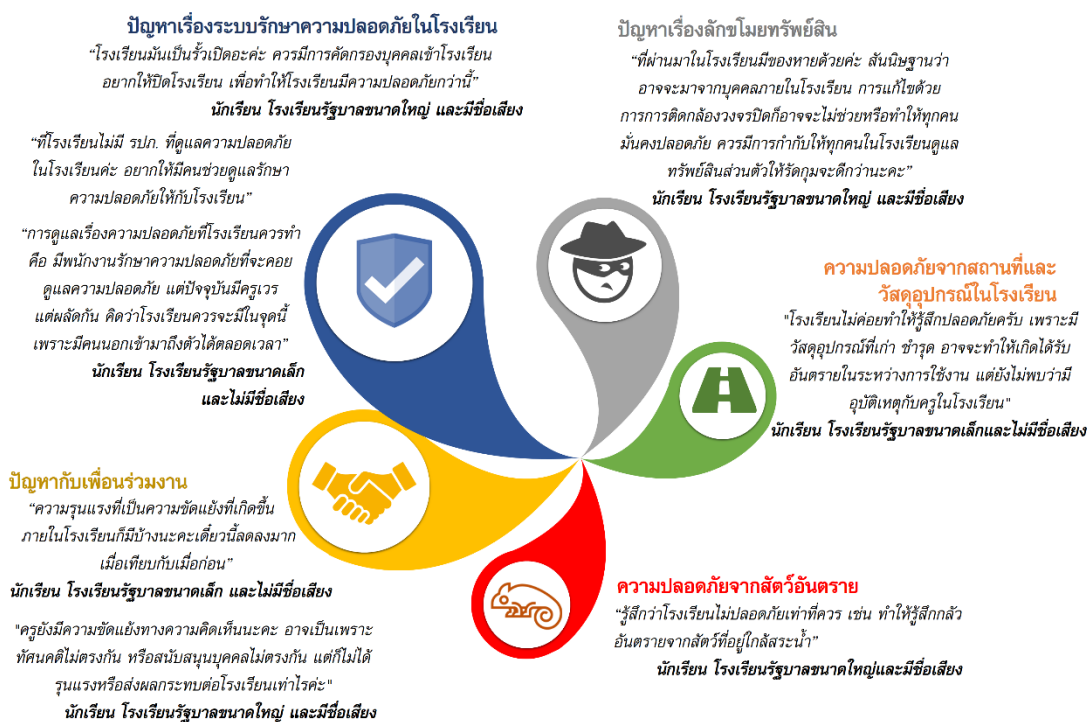 ปัญหาเรื่องระบบรักษาความปลอดภัยในโรงเรียน
“โรงเรียนมันเป็นรั้วเปิดอะค่ะ ควรมีการคัดกรองบุคคลเข้าโรงเรียน
อยากให้ปิดโรงเรียน เพื่อทำให้โรงเรียนมีความปลอดภัยกว่านี้”
นักเรียน โรงเรียนรัฐบาลขนาดใหญ่ และมีชื่อเสียง
“ที่โรงเรียนไม่มี รปภ. ที่ดูแลความปลอดภัย
ในโรงเรียนค่ะ อยากให้มีคนช่วยดูแลรักษา
ความปลอดภัยให้กับโรงเรียน”
“การดูแลเรื่องความปลอดภัยที่โรงเรียนควรทำ
คือ มีพนักงานรักษาความปลอดภัยที่จะคอย
ดูแลความปลอดภัย แต่ปัจจุบันมีครูเวร
แต่ผลัดกัน คิดว่าโรงเรียนควรจะมีในจุดนี้
เพราะมีคนนอกเข้ามาถึงตัวได้ตลอดเวลา”
นักเรียน โรงเรียนรัฐบาลขนาดเล็ก
และไม่มีชื่อเสียง
ปัญหาเรื่องลักขโมยทรัพย์สิน
“ที่ผ่านมาในโรงเรียนมีของหายด้วยค่ะ สันนิษฐานว่า
อาจจะมาจากบุคคลภายในโรงเรียน การแก้ไขด้วย
การการติดกล้องวงจรปิดก็อาจจะไม่ช่วยหรือทำให้ทุกคน
มั่นคงปลอดภัย ควรมีการกำกับให้ทุกคนในโรงเรียนดูแล
ทรัพย์สินส่วนตัวให้รัดกุมจะดีกว่านะคะ”
นักเรียน โรงเรียนรัฐบาลขนาดใหญ่ และมีชื่อเสียง
ความปลอดภัยจากสถานที่และ
วัสดุอุปกรณ์ในโรงเรียน
"โรงเรียนไม่ค่อยทำให้รู้สึกปลอดภัยครับ เพราะมี
วัสดุอุปกรณ์ที่เก่า ชำรุด อาจจะทำให้เกิดได้รับ
อันตรายในระหว่างการใช้งาน แต่ยังไม่พบว่ามี
อุบัติเหตุกับครูในโรงเรียน"
นักเรียน โรงเรียนรัฐบาลขนาดเล็กและไม่มีชื่อเสียง
ปัญหากับเพื่อนร่วมงาน
“ความรุนแรงที่เป็นความขัดแย้งที่เกิดขึ้น
ภายในโรงเรียนก็มีบ้างนะคะเดี๋ยวนี้ลดลงมาก
เมื่อเทียบกับเมื่อก่อน”
นักเรียน โรงเรียนรัฐบาลขนาดเล็ก และไม่มีชื่อเสียง
"ครูยังมีความขัดแย้งทางความคิดเห็นนะคะ อาจเป็นเพราะ
ทัศนคติไม่ตรงกัน หรือสนับสนุนบุคคลไม่ตรงกัน แต่ก็ไม่ได้
รุนแรงหรือส่งผลกระทบต่อโรงเรียนเท่าไรค่ะ"
นักเรียน โรงเรียนรัฐบาลขนาดใหญ่ และมีชื่อเสียง
ความปลอดภัยจากสัตว์อันตราย
“รู้สึกว่าโรงเรียนไม่ปลอดภัยเท่าที่ควร เช่น ทำให้รู้สึกกลัว
อันตรายจากสัตว์ที่อยู่ใกล้สระน้ำ”
นักเรียน โรงเรียนรัฐบาลขนาดใหญ่และมีชื่อเสียง